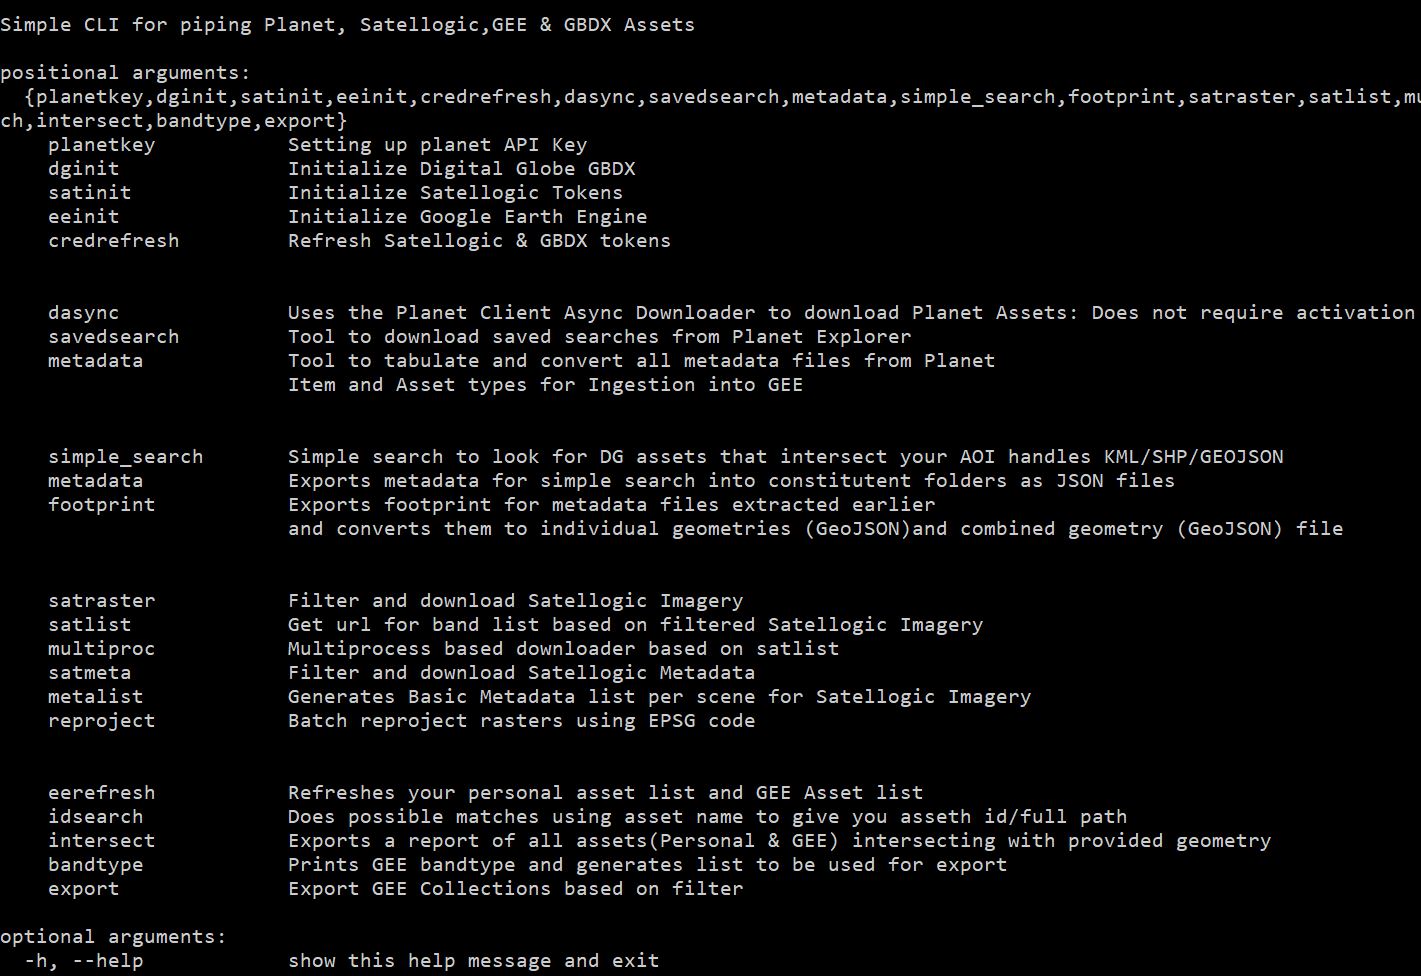 Simple CLI for piping Planet, Satellogic,GEE & GBDX Assets
positional arguments:
{planetkey,dginit,satinit,eeinit,credrefresh,dasync,savedsearch,metadata,simple_search,footprint,satraster,satlist,mu
ch,intersect,bandtype,export}
planetkey Setting up planet API Key
dginit Initialize Digital Globe GBDX
satinit Initialize Satellogic Tokens
eeinit Initialize Google Earth Engine
credrefresh Refresh Satellogic & GBDX tokens
dasync Uses the Planet Client Async Downloader to download Planet Assets: Does not require activation
savedsearch Tool to download saved searches from Planet Explorer
metadata Tool to tabulate and convert all metadata files from Planet
Item and Asset types for Ingestion into GEE
simple_search Simple search to look for DG assets that intersect your AOI handles KML/SHP/GEOJSON
metadata Exports metadata for simple search into constitutent folders as JSON files
footprint Exports footprint for metadata files extracted earlier
and converts them to individual geometries (GeoJSON)and combined geometry (GeoJSON) file
satraster Filter and download Satellogic Imagery
satlist Get url for band list based on filtered Satellogic Imagery
multiproc Multiprocess based downloader based on satlist
satmeta Filter and download Satellogic Metadata
metalist Generates Basic Metadata list per scene for Satellogic Imagery
reproject Batch reproject rasters using EPSG code
eerefresh Refreshes your personal asset list and GEE Asset list
idsearch Does possible matches using asset name to give you asseth id/full path
intersect Exports a report of all assets(Personal & GEE) intersecting with provided geometry
bandtype Prints GEE bandtype and generates list to be used for export
export Export GEE Collections based on filter
optional arguments:
-h, --help show this help message and exit